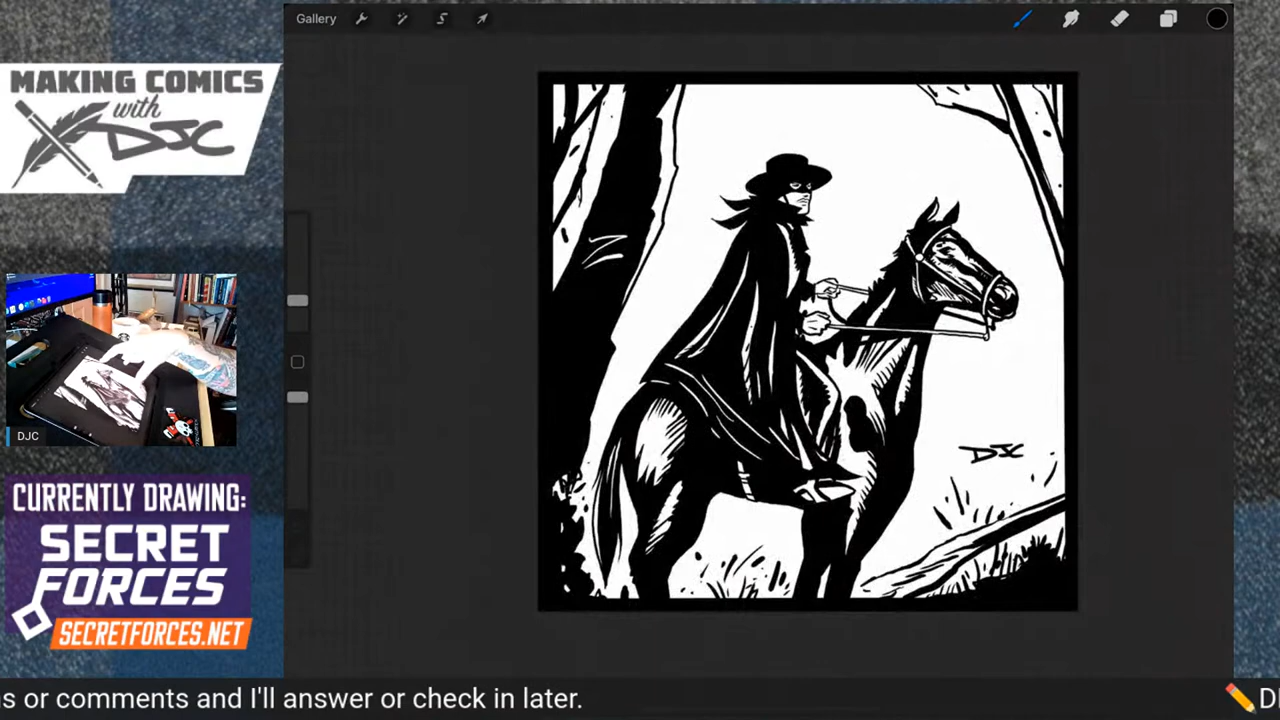 Gallery
MAKING COMICS
with
DJC
DJC
DJC
CURRENTLY DRAWING:
SECRET
FORCES
SECRETFORCES.NET
s or comments and I'll answer or check in later.
D